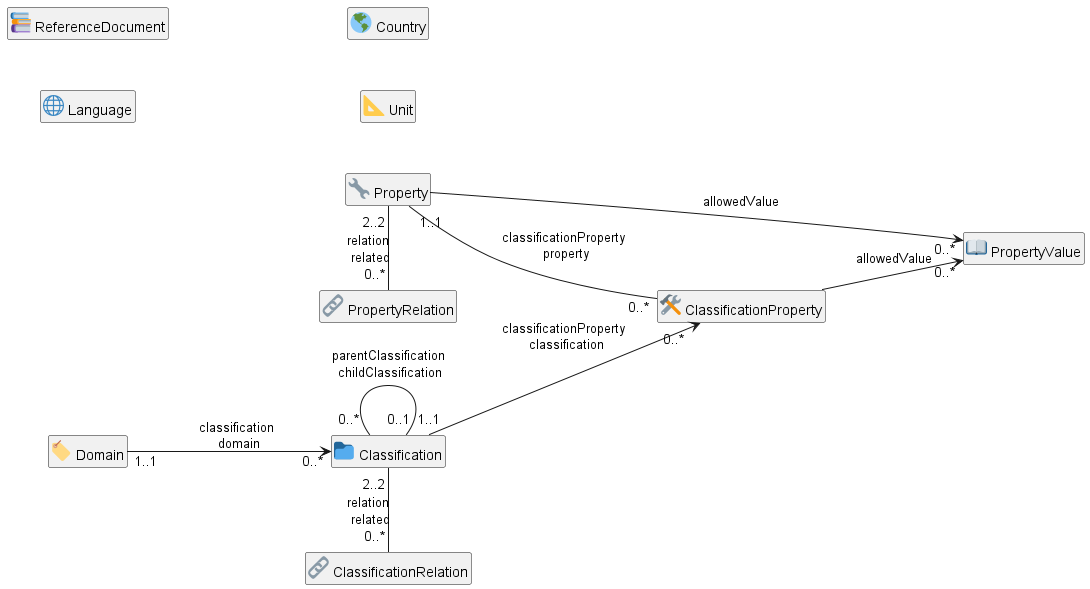 ReferenceDocument
Country
Language
Unit
Property
allowedValue
2..2
1..1
relation
related
0..*
classificationProperty
property
0..*
PropertyValue
allowedValue
0..*
PropertyRelation
0..*
ClassificationProperty
classificationProperty
classification
0..*
parentClassification
childClassification
0..*
0..1
1..1
classification
domain
Domain
1..1
0..*
Classification
2..2
relation
related
0..*
ClassificationRelation